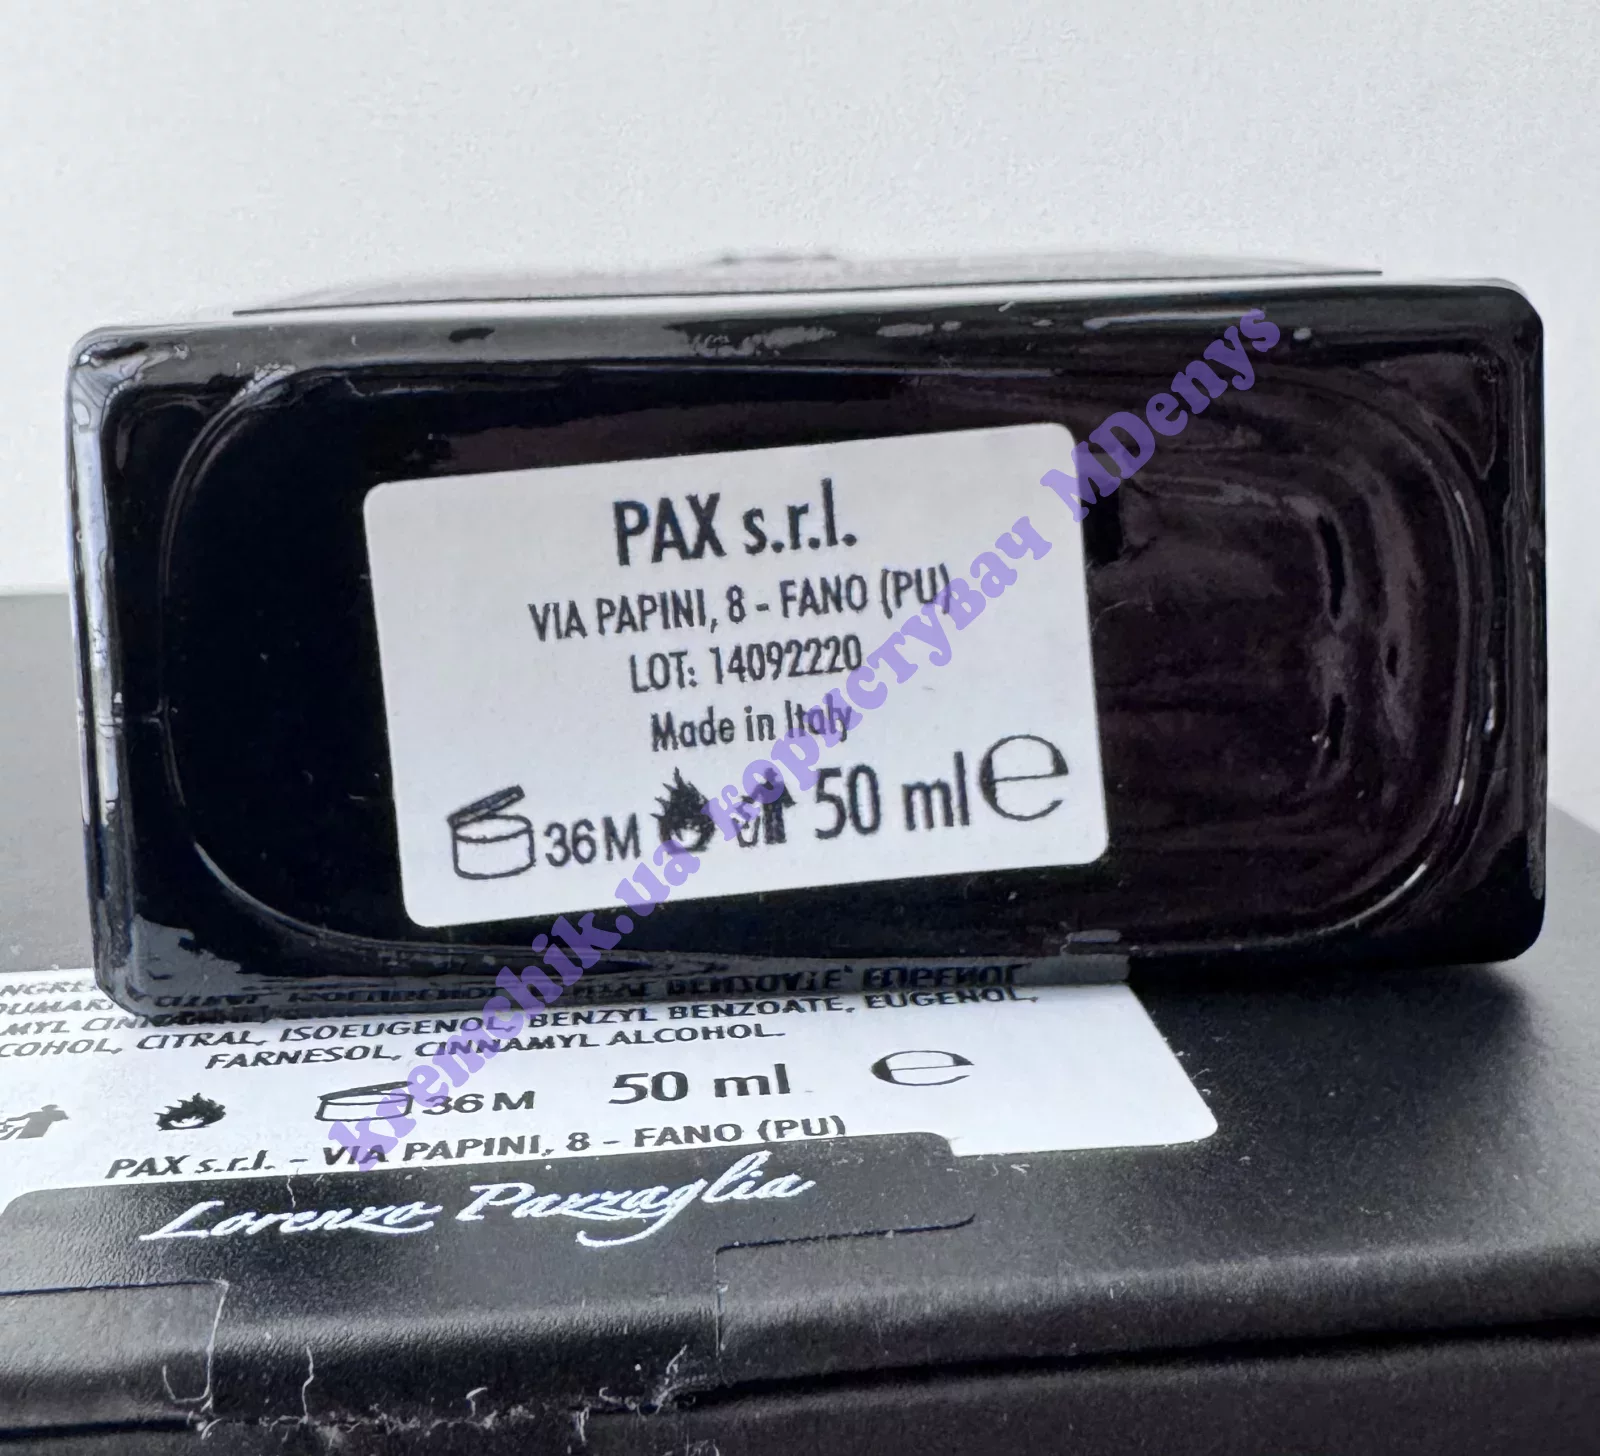 PAX s.r.l.
VIA PAPINI, 8 - FANO (PU)
LOT: 14092220
Made in Italy
36M 50 ml e
COHOL, CITRAL, ISOEUGENOL, BENZYL BENZOATE, EUGENOL,
FARNESOL, CINNAMYL ALCOHOL.
36M 50 ml e
PAX s.r.l. - VIA PAPINI, 8 - FANO (PU)
Lorenzo Pazzaglia
kremchik.ua користувач MDenys